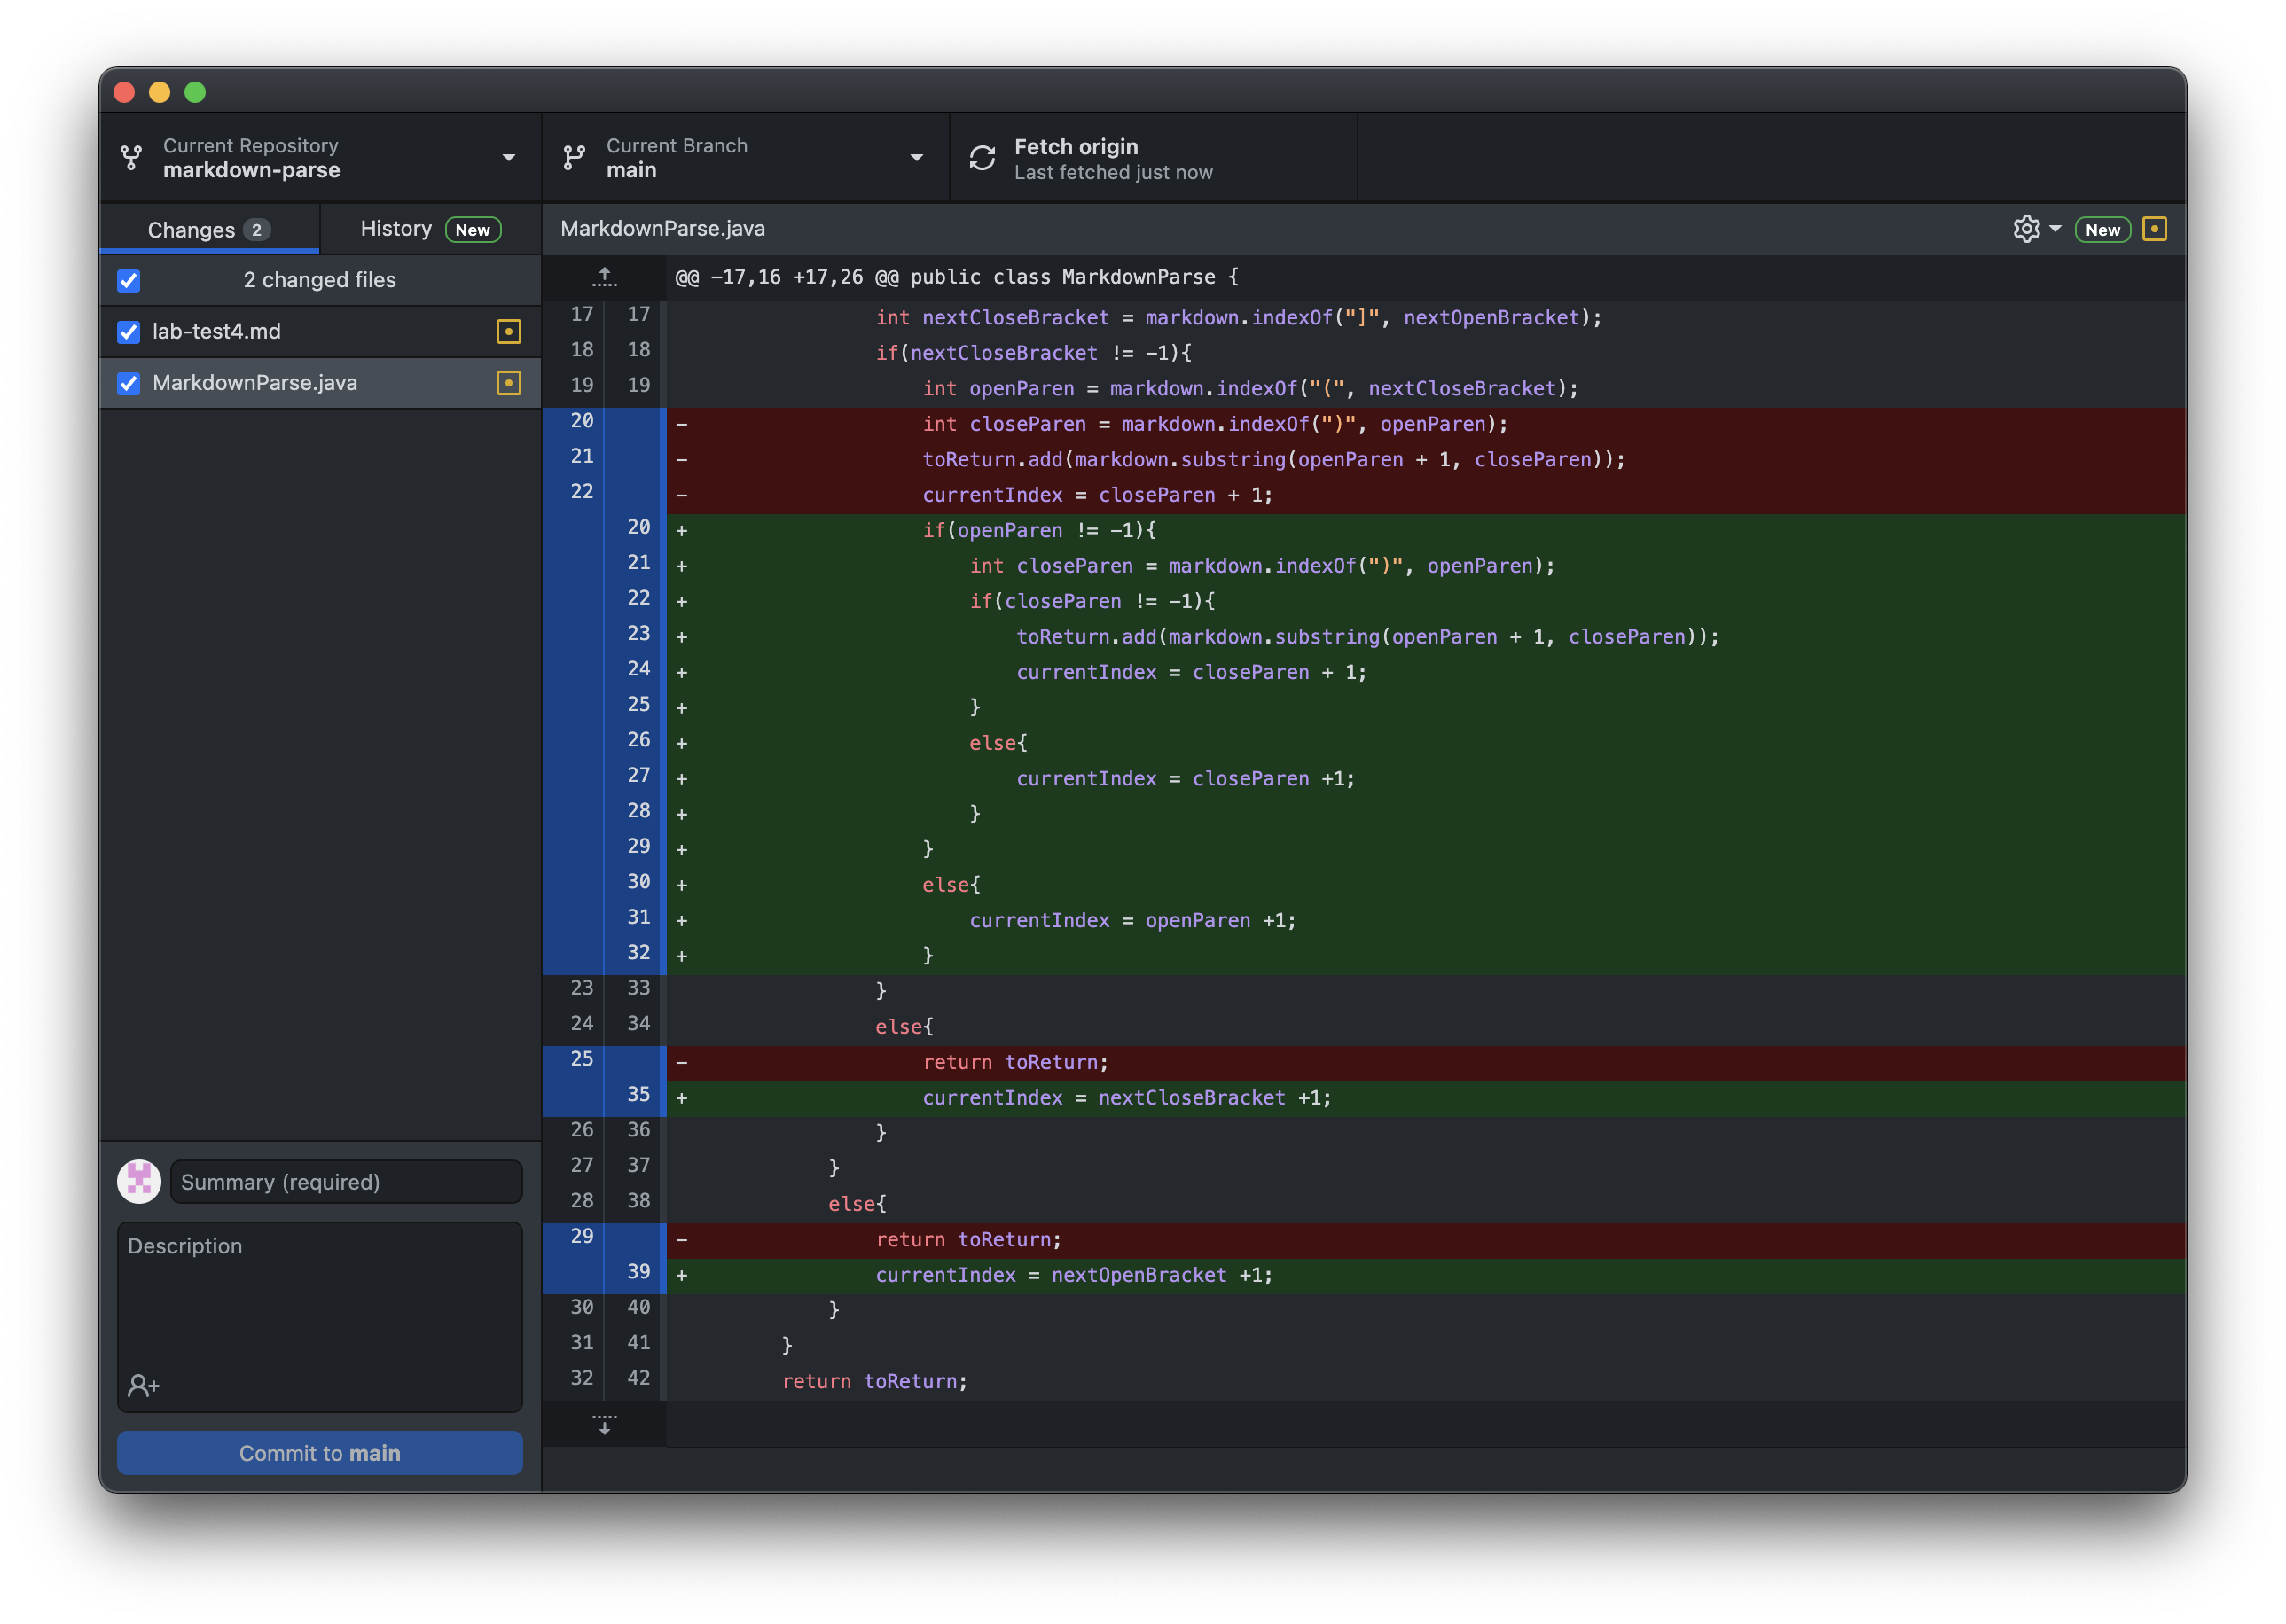 Current Repository
markdown-parse
Current Branch
main
Fetch origin
Last fetched just now
Changes 2
History New
2 changed files
lab-test4.md
MarkdownParse.java
Summary (required)
Description
Commit to main
MarkdownParse.java
New
@@ -17,16 +17,26 @@ public class MarkdownParse {
17 17 int nextCloseBracket = markdown.indexOf("]", nextOpenBracket);
18 18 if(nextCloseBracket != -1){
19 19 int openParen = markdown.indexOf("(", nextCloseBracket);
20 - int closeParen = markdown.indexOf(")", openParen);
21 - toReturn.add(markdown.substring(openParen + 1, closeParen));
22 - currentIndex = closeParen + 1;
20 + if(openParen != -1){
21 + int closeParen = markdown.indexOf(")", openParen);
22 + if(closeParen != -1){
23 + toReturn.add(markdown.substring(openParen + 1, closeParen));
24 + currentIndex = closeParen + 1;
25 + }
26 + else{
27 + currentIndex = closeParen +1;
28 + }
29 + }
30 + else{
31 + currentIndex = openParen +1;
32 + }
23 33 }
24 34 else{
25 - return toReturn;
35 + currentIndex = nextCloseBracket +1;
26 36 }
27 37 }
28 38 else{
29 - return toReturn;
39 + currentIndex = nextOpenBracket +1;
30 40 }
31 41 }
32 42 return toReturn;